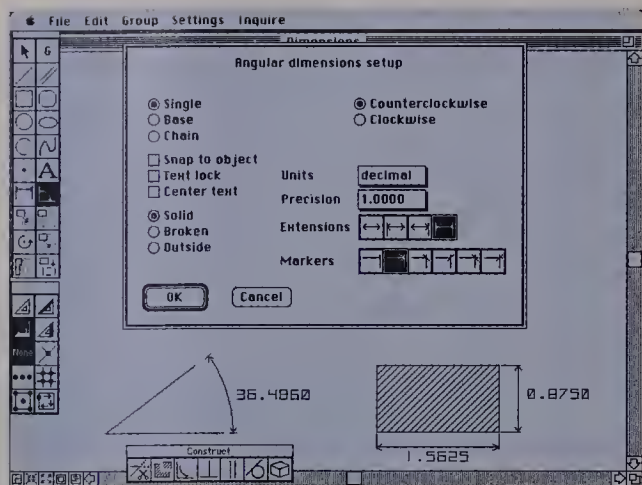 File Edit Group Settings Inquire
Dimensions
G
Angular dimensions setup
Single
Base
Chain
Counterclockwise
Clockwise
Snap to object
Text lock
Center text
Units decimal
Precision 1.0000
Solid
Broken
Outside
Extensions
Markers
A
OK Cancel
None
36.4860
0.8750
1.5625
Construct